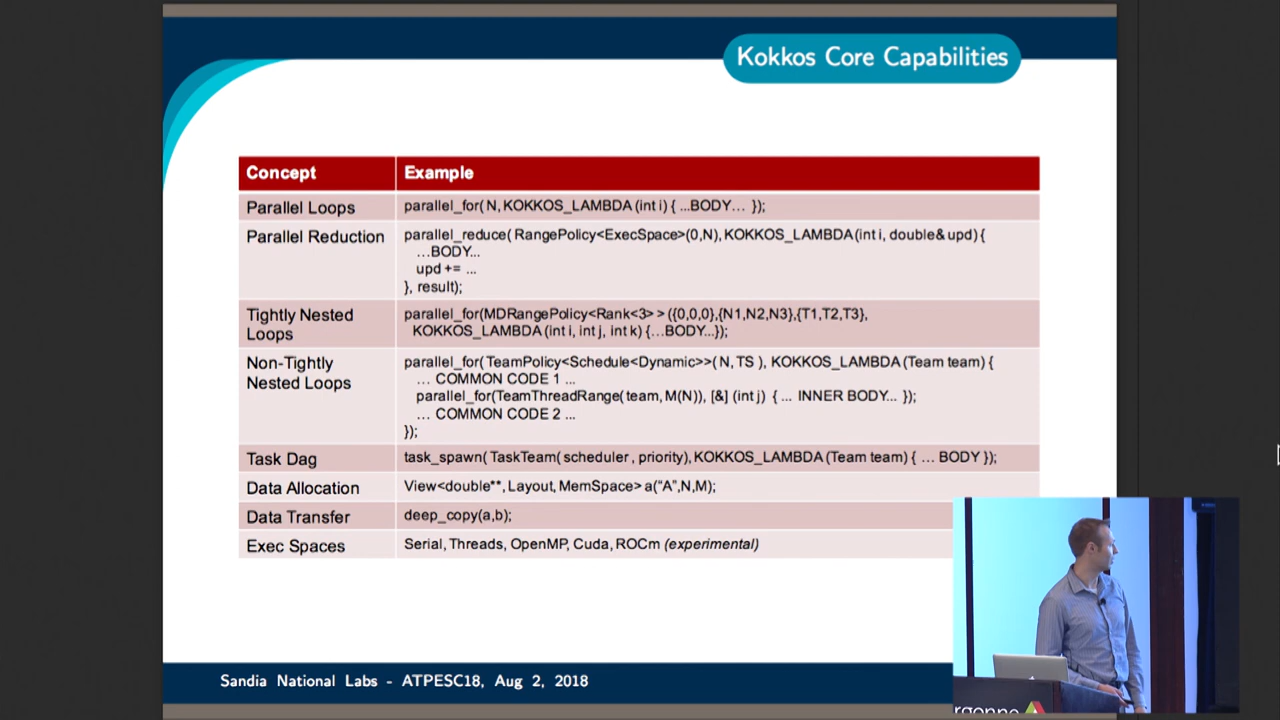 Kokkos Core Capabilities
Concept Example
Parallel Loops parallel_for( N, KOKKOS_LAMBDA (int i) { ...BODY... });
Parallel Reduction parallel_reduce( RangePolicy<ExecSpace>(0,N), KOKKOS_LAMBDA (int i, double& upd) {
...BODY...
upd += ...
}, result);
Tightly Nested
Loops
parallel_for(MDRangePolicy<Rank<3> > ({0,0,0},{N1,N2,N3},{T1,T2,T3},
KOKKOS_LAMBDA (int i, int j, int k) {...BODY...});
Non-Tightly
Nested Loops
parallel_for( TeamPolicy<Schedule<Dynamic>>( N, TS ), KOKKOS_LAMBDA (Team team) {
... COMMON CODE 1 ...
parallel_for(TeamThreadRange( team, M(N)), [&] (int j) { ... INNER BODY... });
... COMMON CODE 2 ...
});
Task Dag task_spawn( TaskTeam( scheduler , priority), KOKKOS_LAMBDA (Team team) { ... BODY });
Data Allocation View<double**, Layout, MemSpace> a("A",N,M);
Data Transfer deep_copy(a,b);
Exec Spaces Serial, Threads, OpenMP, Cuda, ROCm (experimental)
Sandia National Labs - ATPESC18, Aug 2, 2018